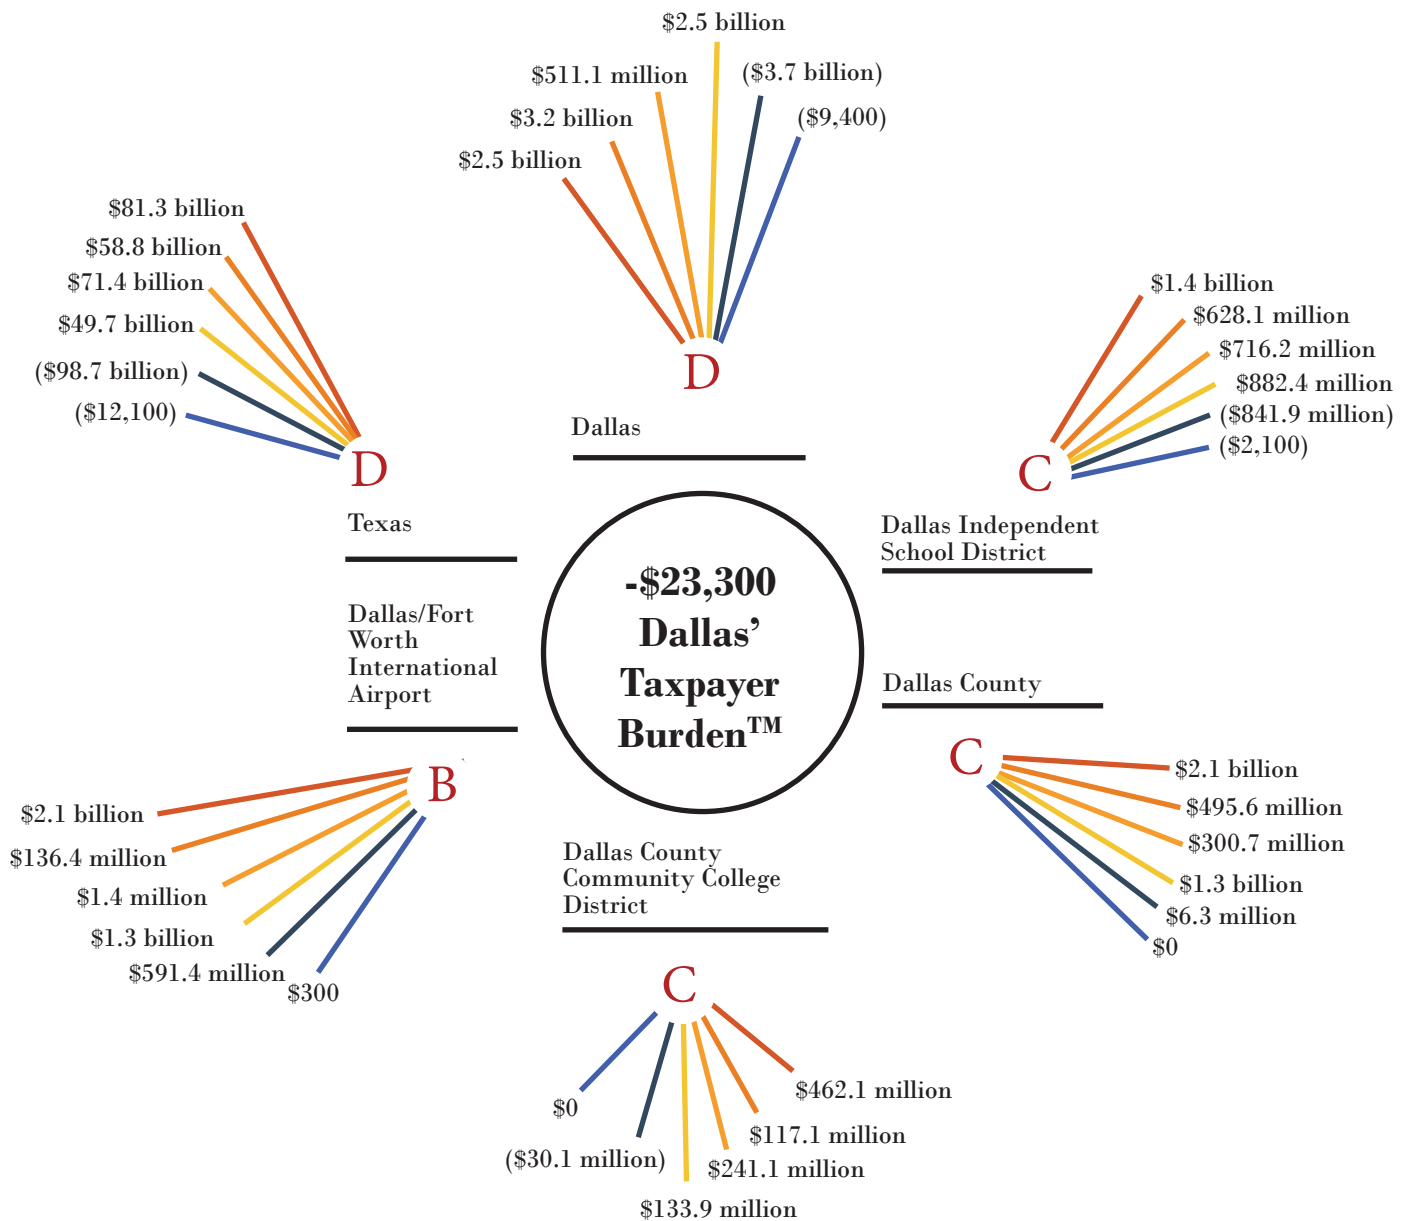 $2.5 billion
$511.1 million
($3.7 billion)
$3.2 billion
($9,400)
$2.5 billion
D
Dallas
$81.3 billion
$58.8 billion
$71.4 billion
$49.7 billion
($98.7 billion)
($12,100)
D
Texas
$1.4 billion
$628.1 million
$716.2 million
$882.4 million
($841.9 million)
($2,100)
C
Dallas Independent
School District
-$23,300
Dallas’
Taxpayer
Burden™
Dallas/Fort
Worth
International
Airport
B
$2.1 billion
$136.4 million
$1.4 million
$1.3 billion
$591.4 million
$300
Dallas County
C
$2.1 billion
$495.6 million
$300.7 million
$1.3 billion
$6.3 million
$0
Dallas County
Community College
District
C
$462.1 million
$117.1 million
$241.1 million
$133.9 million
($30.1 million)
$0